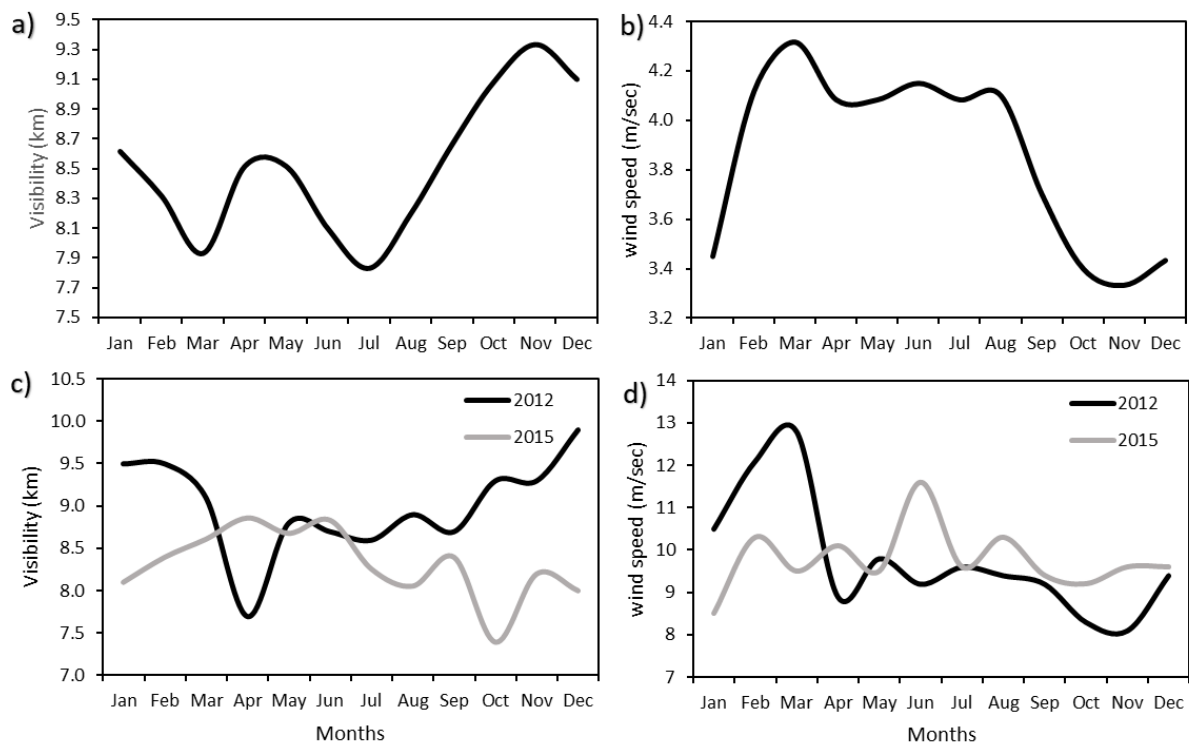 a)
Visibility (km)
9.5
9.3
9.1
8.9
8.7
8.5
8.3
8.1
7.9
7.7
7.5
Jan Feb Mar Apr May Jun Jul Aug Sep Oct Nov Dec
b)
wind speed (m/sec)
4.4
4.2
4.0
3.8
3.6
3.4
3.2
Jan Feb Mar Apr May Jun Jul Aug Sep Oct Nov Dec
c)
Visibility (km)
10.5
10.0
9.5
9.0
8.5
8.0
7.5
7.0
2012
2015
Jan Feb Mar Apr May Jun Jul Aug Sep Oct Nov Dec
Months
d)
wind speed (m/sec)
14
13
12
11
10
9
8
7
2012
2015
Jan Feb Mar Apr May Jun Jul Aug Sep Oct Nov Dec
Months